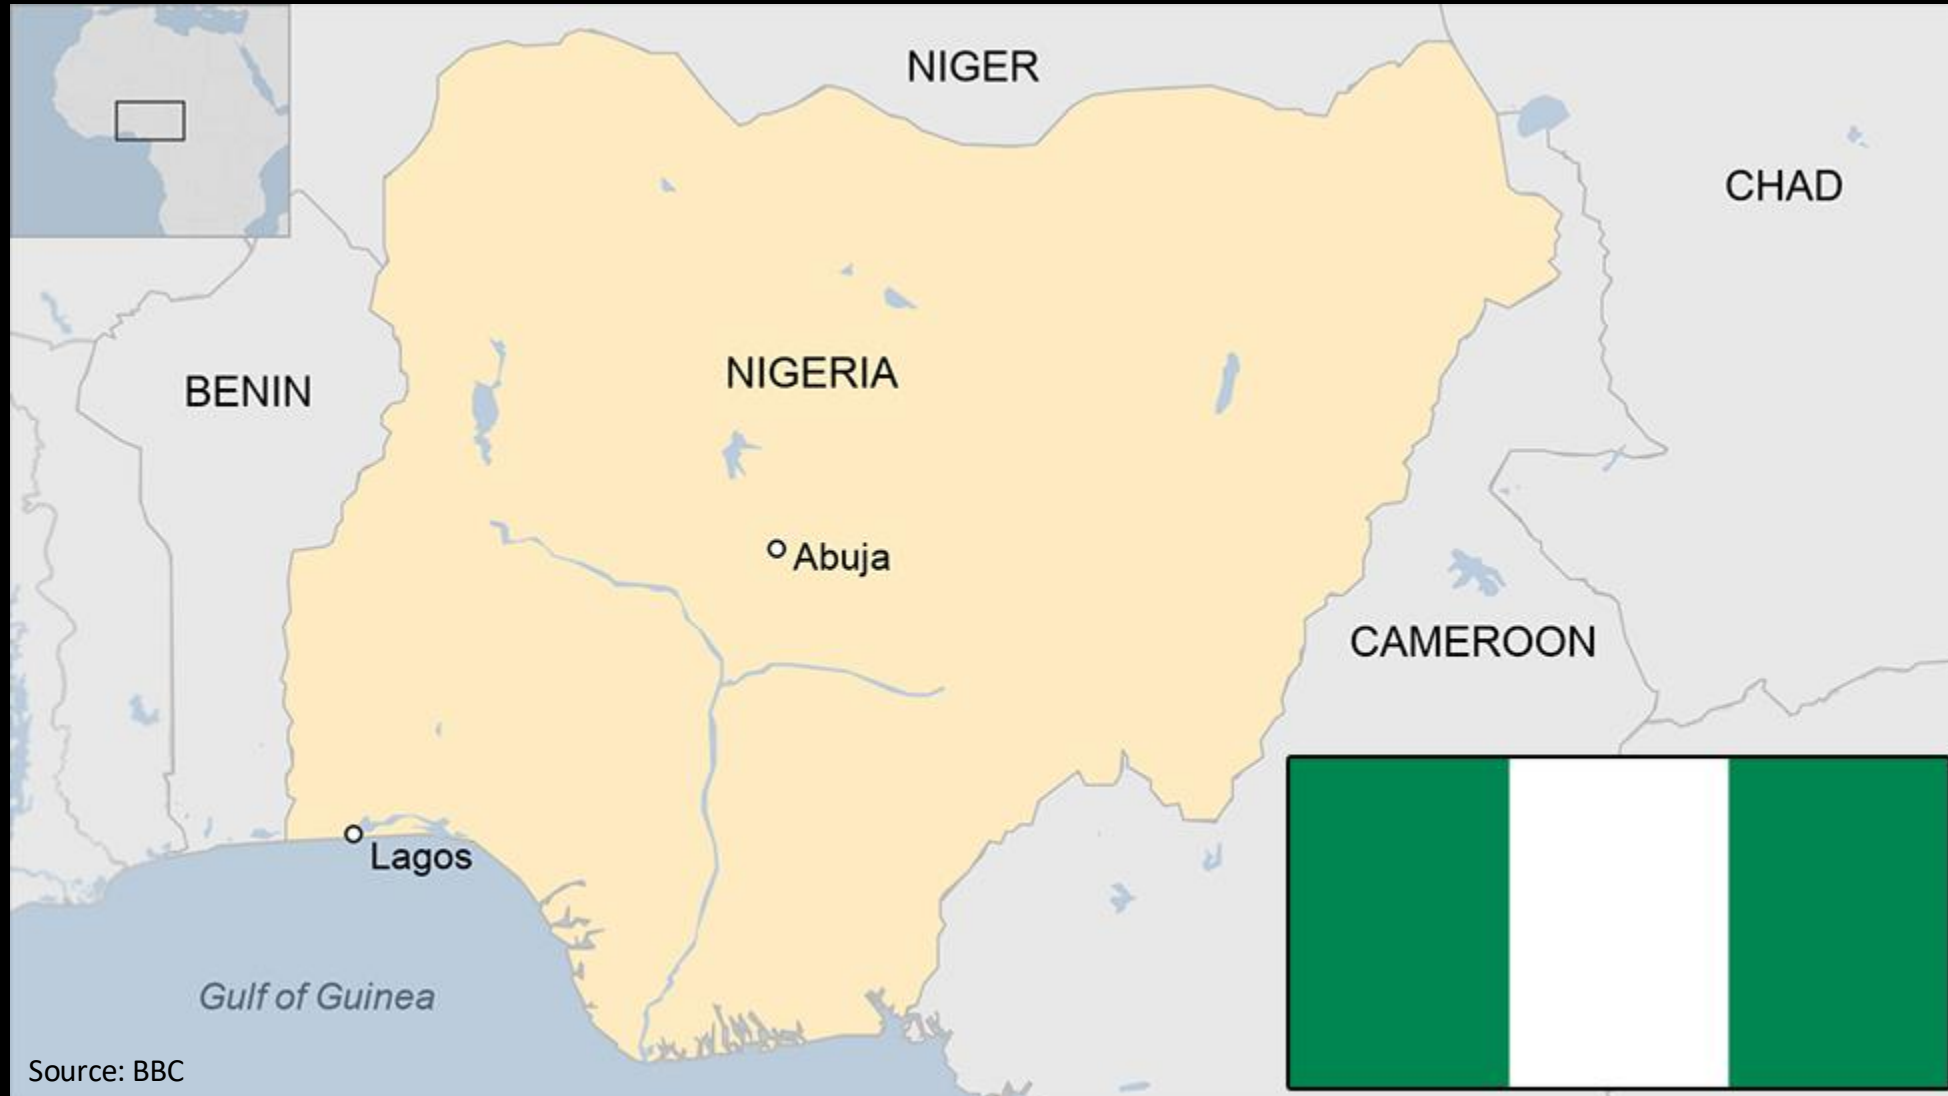 NIGER
CHAD
NIGERIA
BENIN
Abuja
CAMEROON
Lagos
Gulf of Guinea
Source: BBC